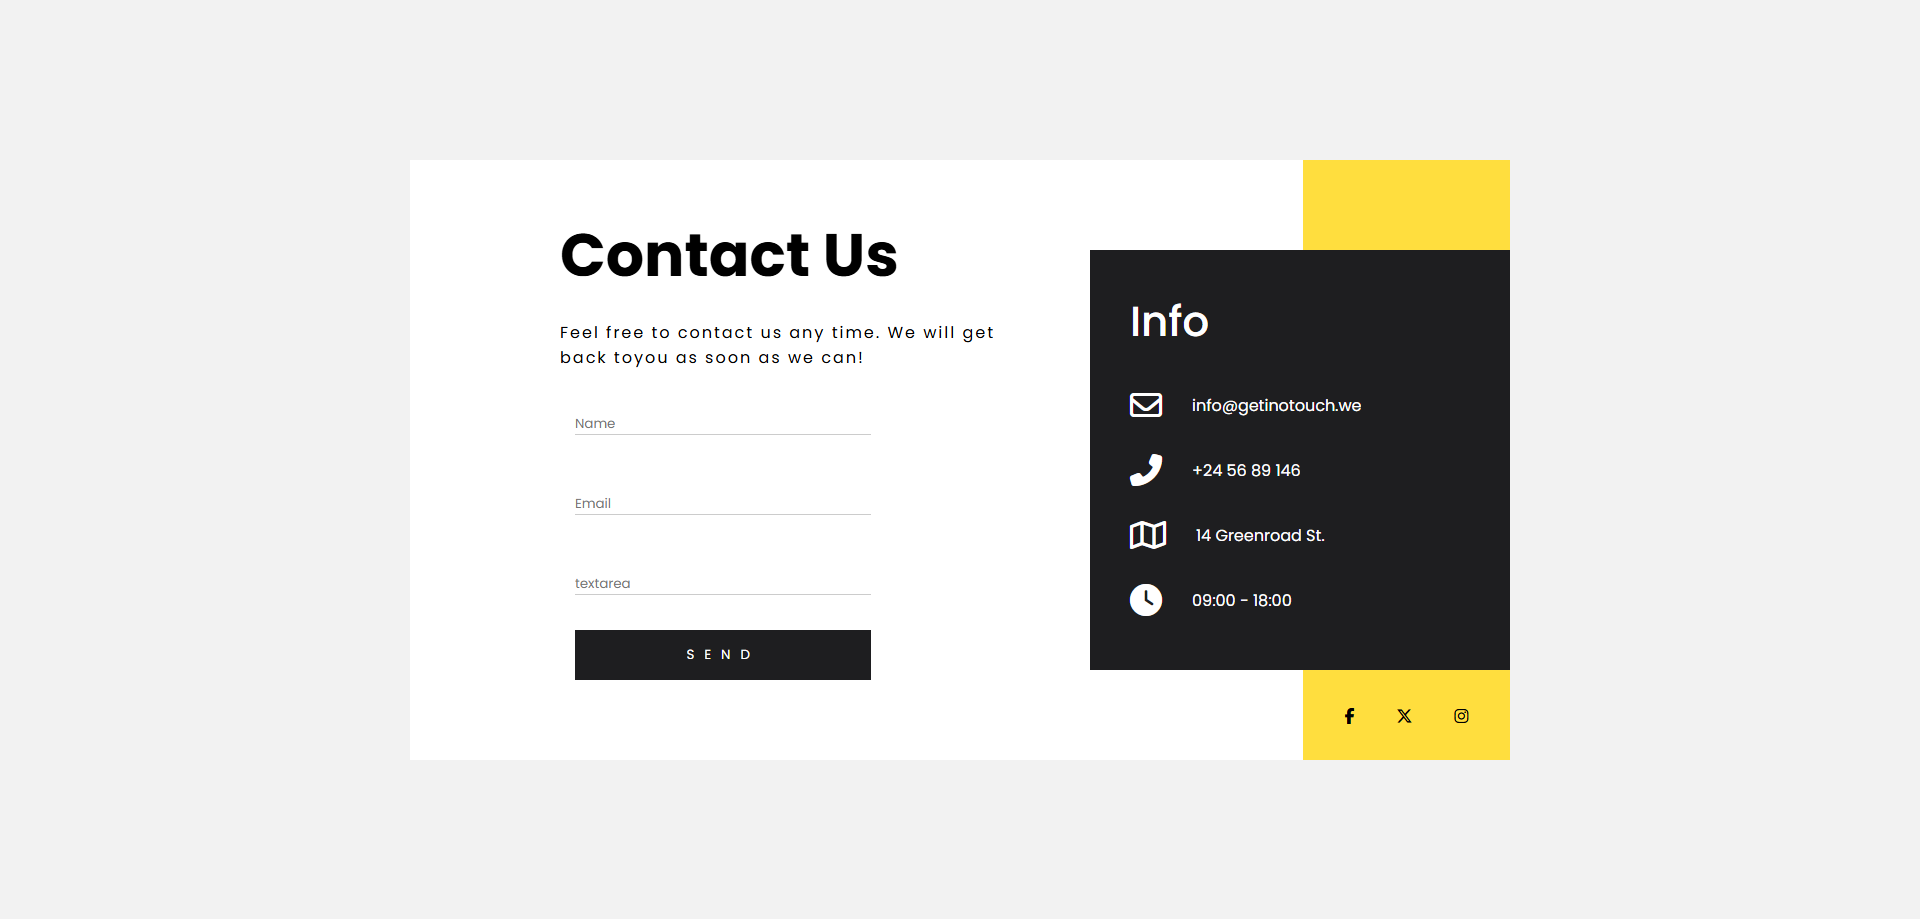 Contact Us
Feel free to contact us any time. We will get
back toyou as soon as we can!
Name
Email
textarea
SEND
Info
info@getinotouch.we
+24 56 89 146
14 Greenroad St.
09:00 - 18:00